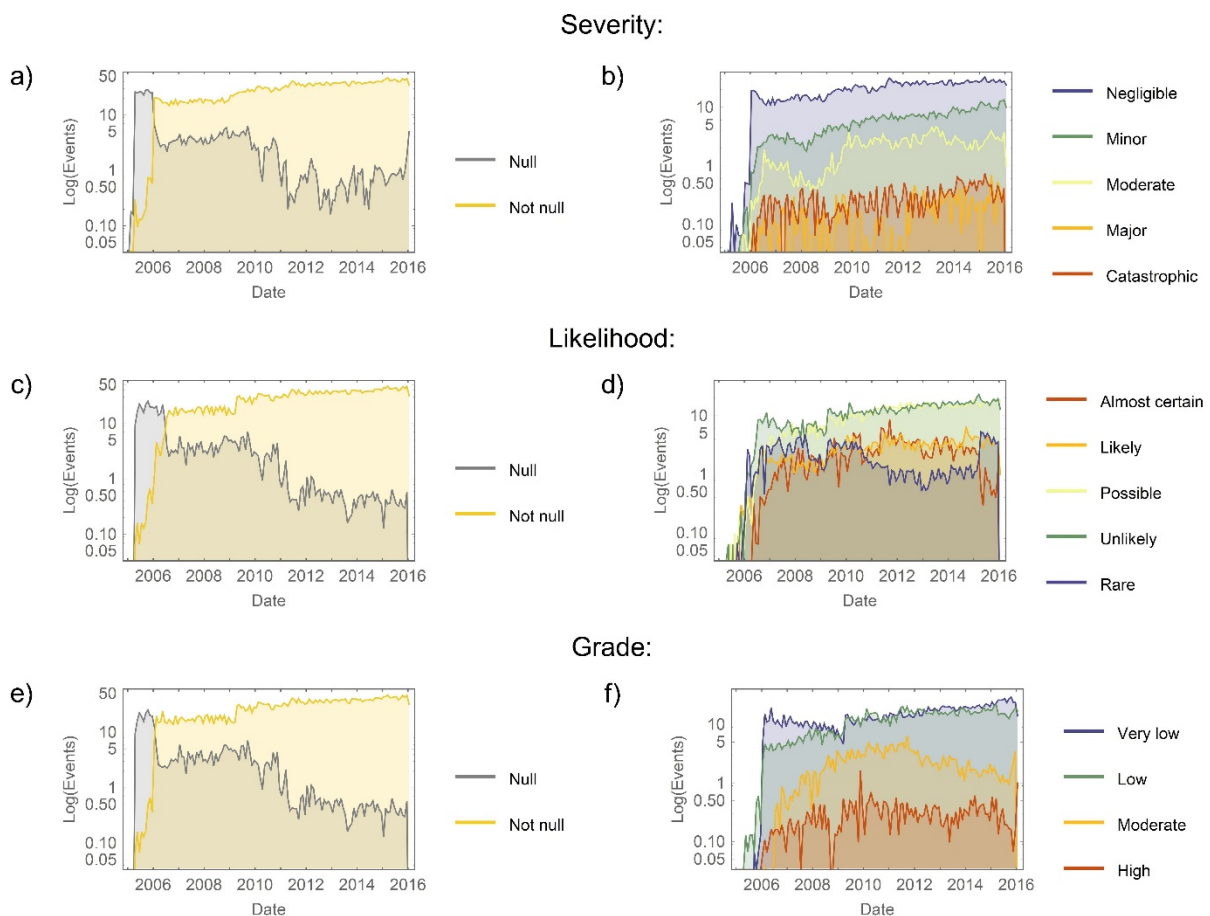 Severity:
a)
50
10
5
1
0.50
0.10
0.05
Log(Events)
2006 2008 2010 2012 2014 2016
Date
Null
Not null
b)
10
5
1
0.50
0.10
0.05
Log(Events)
2006 2008 2010 2012 2014 2016
Date
Negligible
Minor
Moderate
Major
Catastrophic
Likelihood:
c)
50
10
5
1
0.50
0.10
0.05
Log(Events)
2006 2008 2010 2012 2014 2016
Date
Null
Not null
d)
10
5
1
0.50
0.10
0.05
Log(Events)
2006 2008 2010 2012 2014 2016
Date
Almost certain
Likely
Possible
Unlikely
Rare
Grade:
e)
50
10
5
1
0.50
0.10
0.05
Log(Events)
2006 2008 2010 2012 2014 2016
Date
Null
Not null
f)
10
5
1
0.50
0.10
0.05
Log(Events)
2006 2008 2010 2012 2014 2016
Date
Very low
Low
Moderate
High